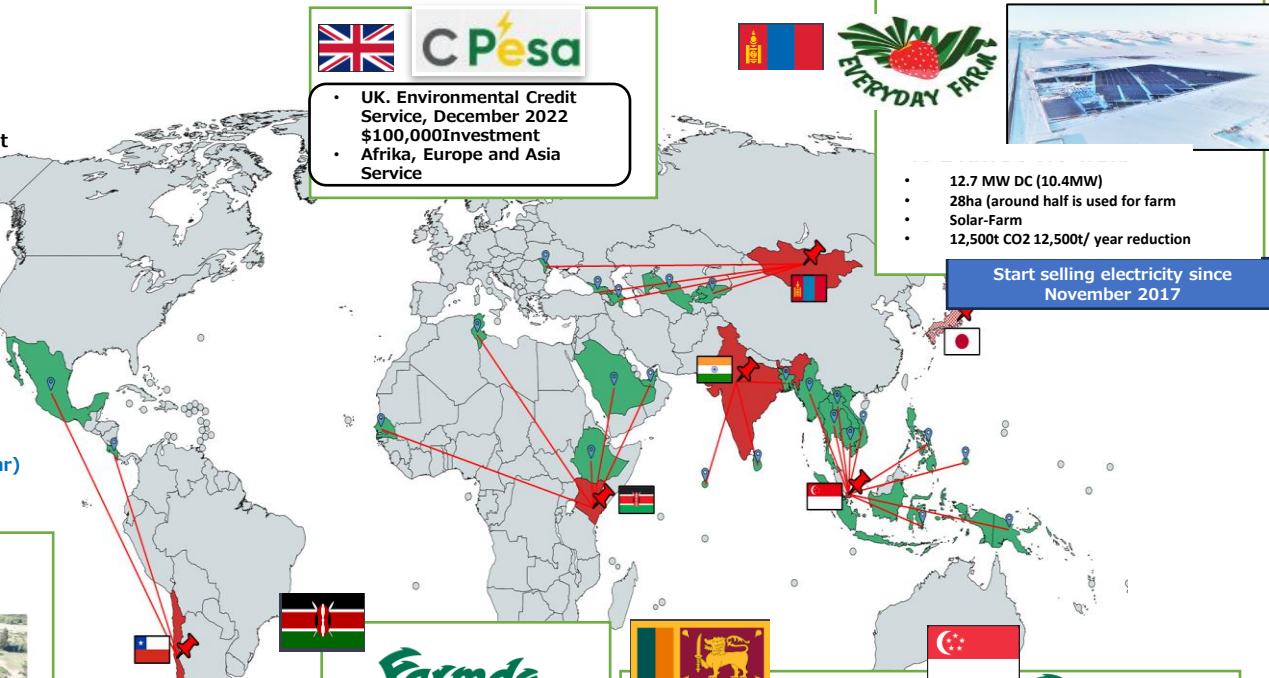 C Pesa
• UK. Environmental Credit
Service, December 2022
$100,000Investment
• Afrika, Europe and Asia
Service
EVERYDAY FARM
• 12.7 MW DC (10.4MW)
• 28ha (around half is used for farm
• Solar-Farm
• 12,500t CO2 12,500t/ year reduction
Start selling electricity since
November 2017
t
ar)